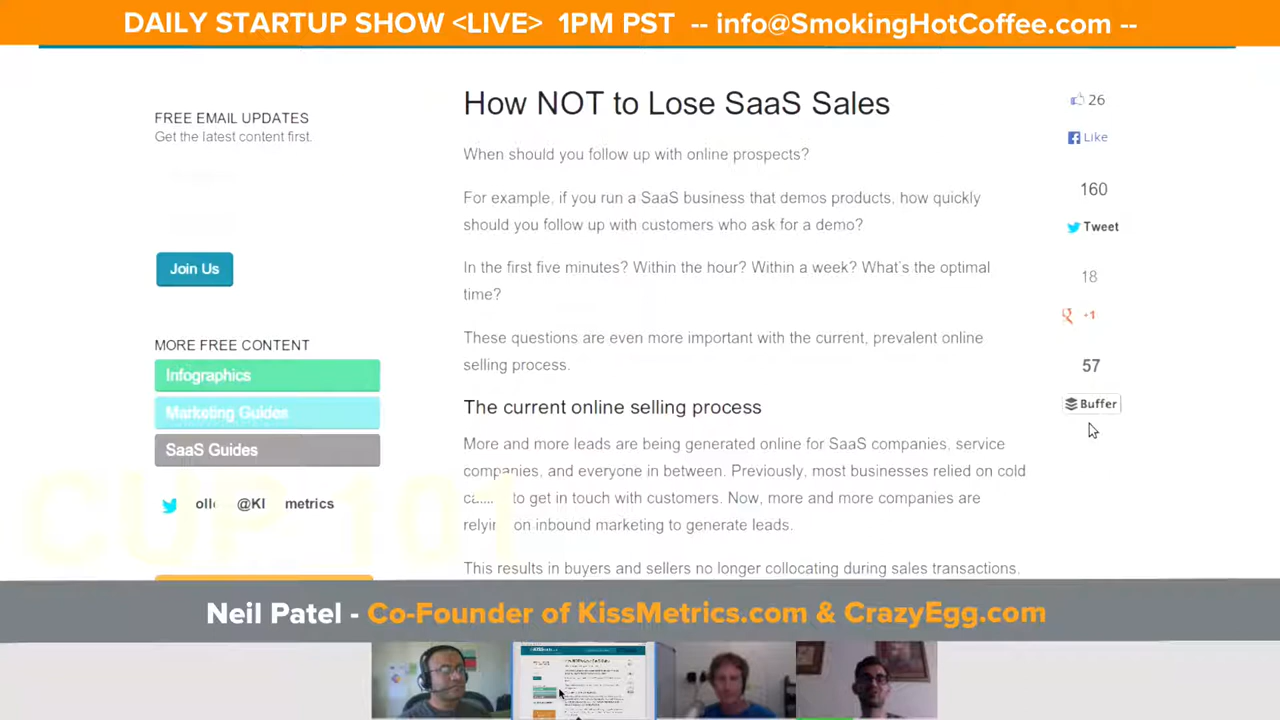 DAILY STARTUP SHOW <LIVE> 1PM PST -- info@SmokingHotCoffee.com --
FREE EMAIL UPDATES
Get the latest content first.
Join Us
MORE FREE CONTENT
Infographics
Marketing Guides
SaaS Guides
@KI metrics
How NOT to Lose SaaS Sales
When should you follow up with online prospects?
For example, if you run a SaaS business that demos products, how quickly
should you follow up with customers who ask for a demo?
In the first five minutes? Within the hour? Within a week? What's the optimal
time?
These questions are even more important with the current, prevalent online
selling process.
The current online selling process
More and more leads are being generated online for SaaS companies, service
companies, and everyone in between. Previously, most businesses relied on cold
to get in touch with customers. Now, more and more companies are
relying on inbound marketing to generate leads.
This results in buyers and sellers no longer collocating during sales transactions.
26
Like
160
Tweet
18
+1
57
Buffer
CUP 101
Neil Patel - Co-Founder of KissMetrics.com & CrazyEgg.com